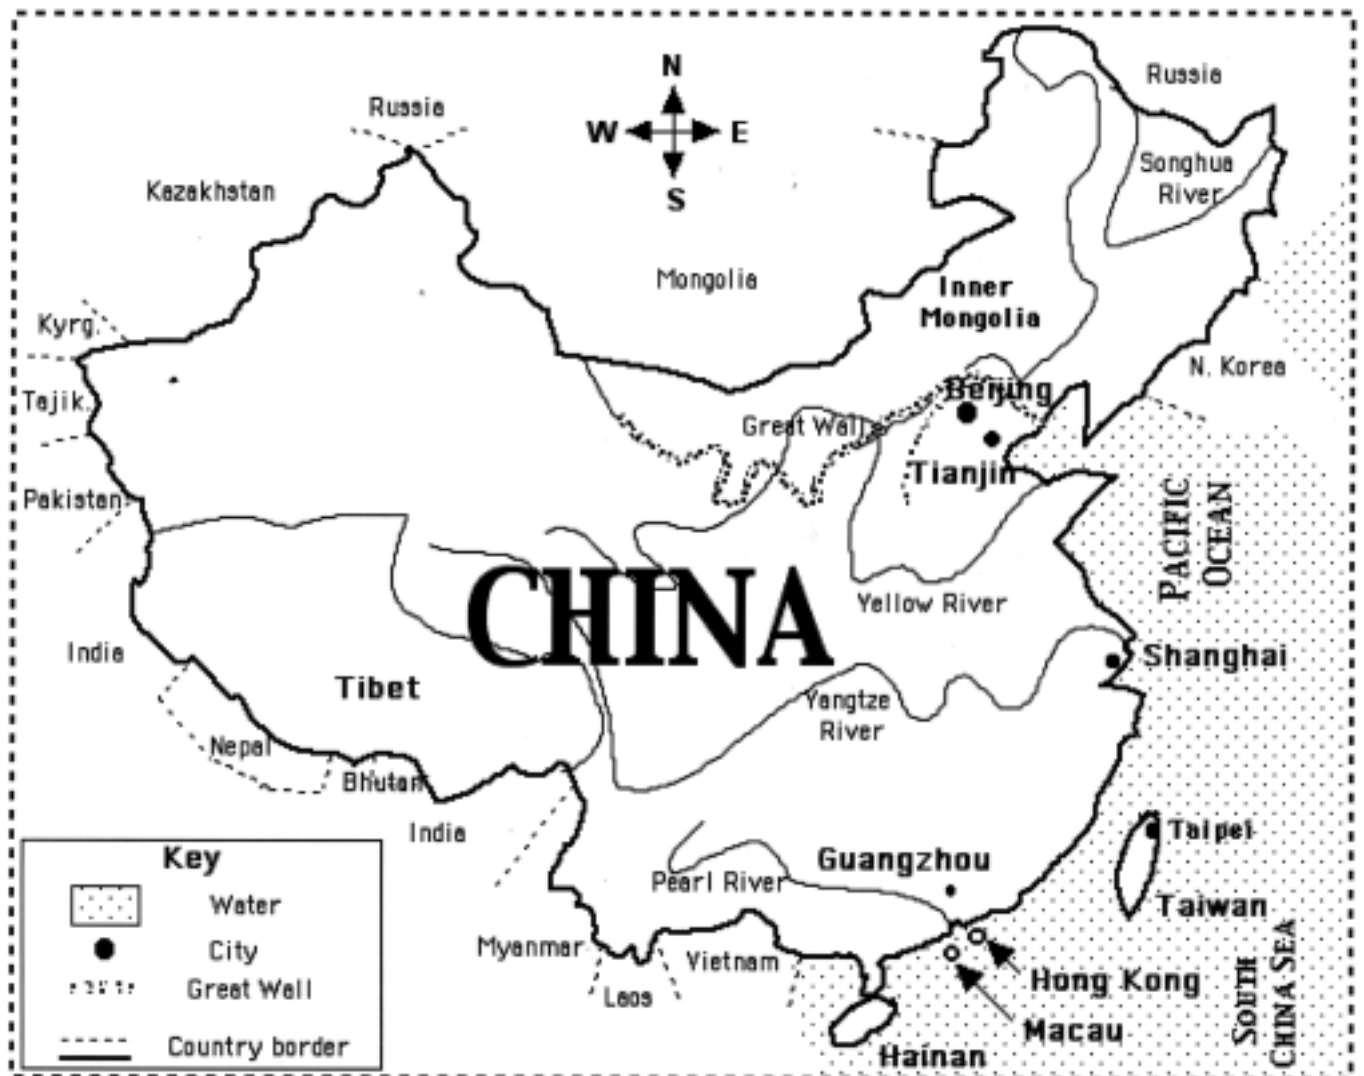 N
W E
S
Russia
Russia
Kazakhstan
Songhua
River
Mongolia
Inner
Mongolia
Kyrg.
N. Korea
Tajik.
Beijing
Great Wall
Tianjin
Pakistan
PACIFIC
OCEAN
CHINA
Yellow River
India
Shanghai
Tibet
Yangtze
River
Nepal
Bhutan
India
Taipei
Guangzhou
Pearl River
Taiwan
Myanmar
Vietnam
Laos
Hong Kong
Macau
Hainan
SOUTH
CHINA SEA
Key
Water
City
Great Wall
Country border